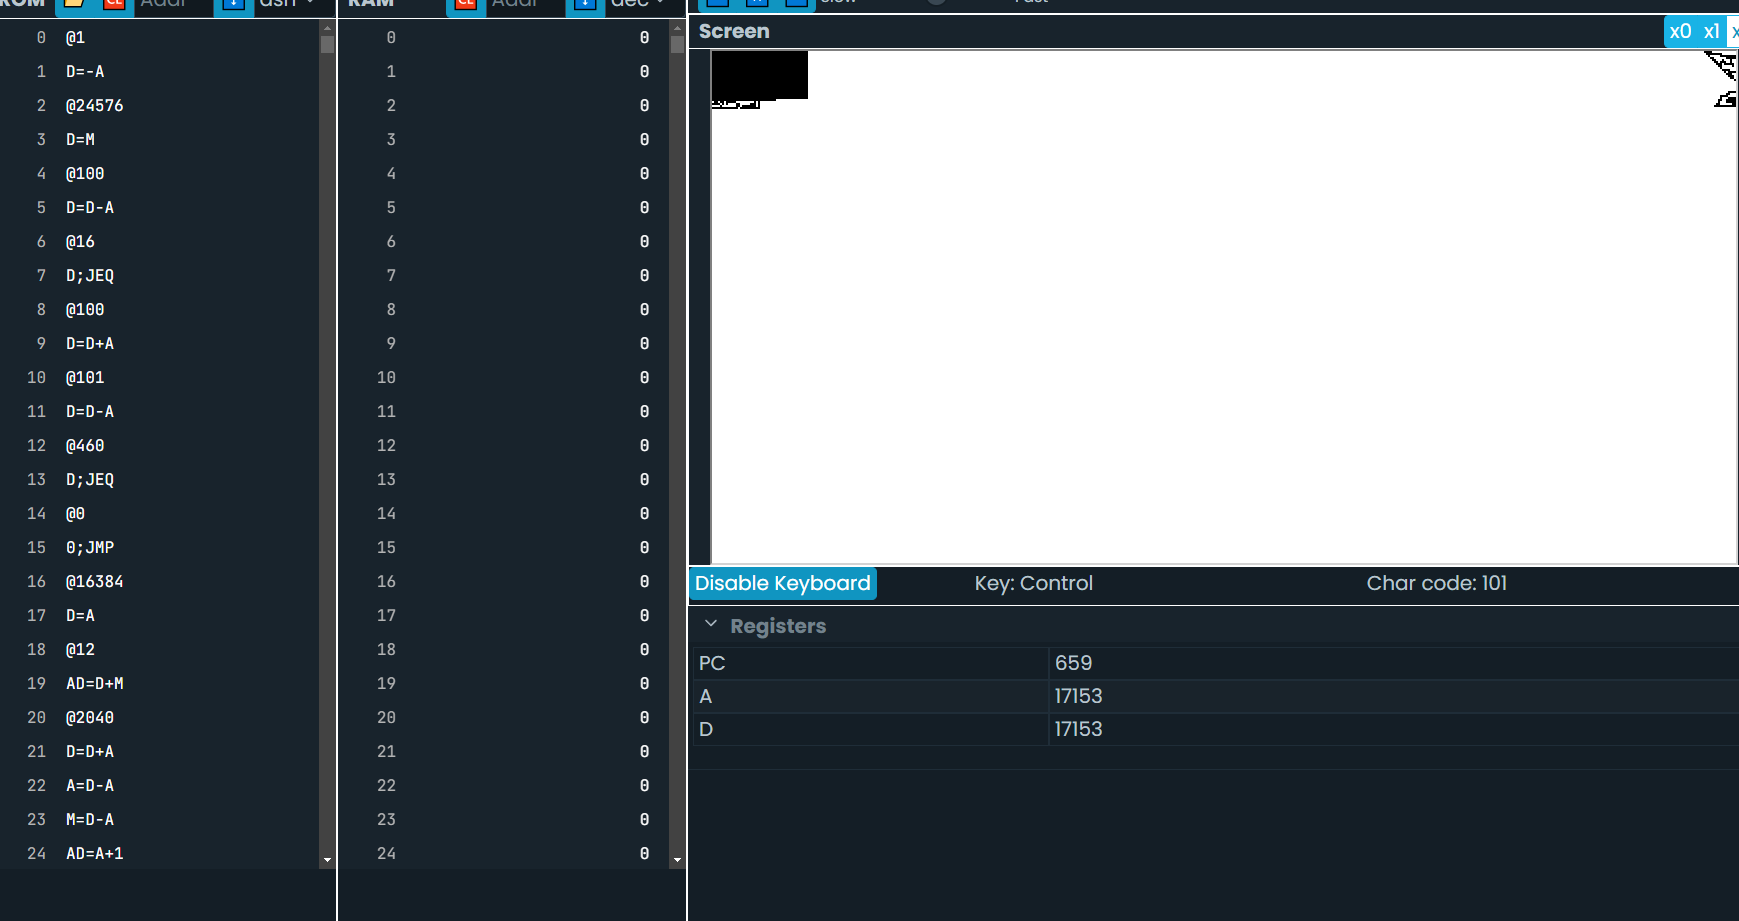 ROM CL Addr asm
0 @1
1 D=-A
2 @24576
3 D=M
4 @100
5 D=D-A
6 @16
7 D;JEQ
8 @100
9 D=D+A
10 @101
11 D=D-A
12 @460
13 D;JEQ
14 @0
15 0;JMP
16 @16384
17 D=A
18 @12
19 AD=D+M
20 @2040
21 D=D+A
22 A=D-A
23 M=D-A
24 AD=A+1
RAM CL Addr dec
0 0
1 0
2 0
3 0
4 0
5 0
6 0
7 0
8 0
9 0
10 0
11 0
12 0
13 0
14 0
15 0
16 0
17 0
18 0
19 0
20 0
21 0
22 0
23 0
24 0
Slow Fast
Screen x0 x1
Disable Keyboard Key: Control Char code: 101
Registers
PC 659
A 17153
D 17153